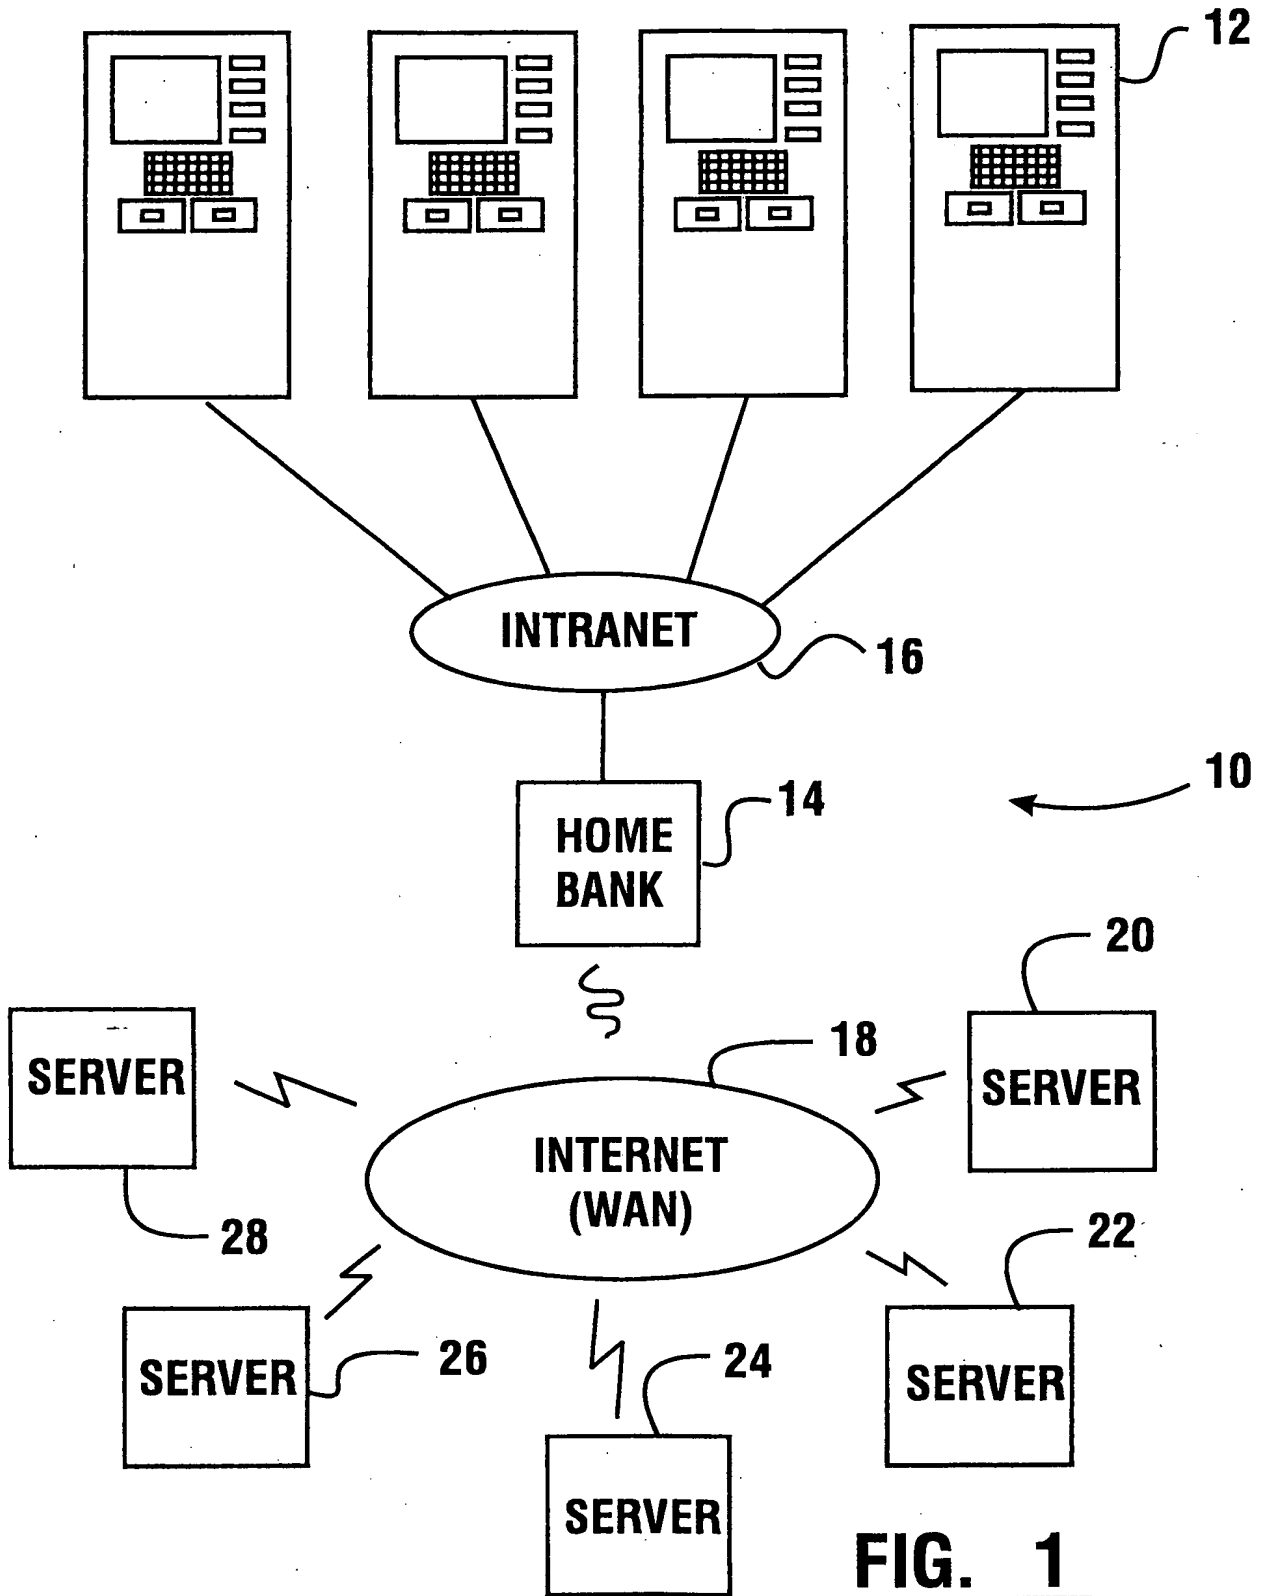 12
INTRANET
16
10
14
HOME
BANK
20
18
SERVER
SERVER
INTERNET
(WAN)
28
22
26
24
SERVER
SERVER
SERVER
FIG. 1